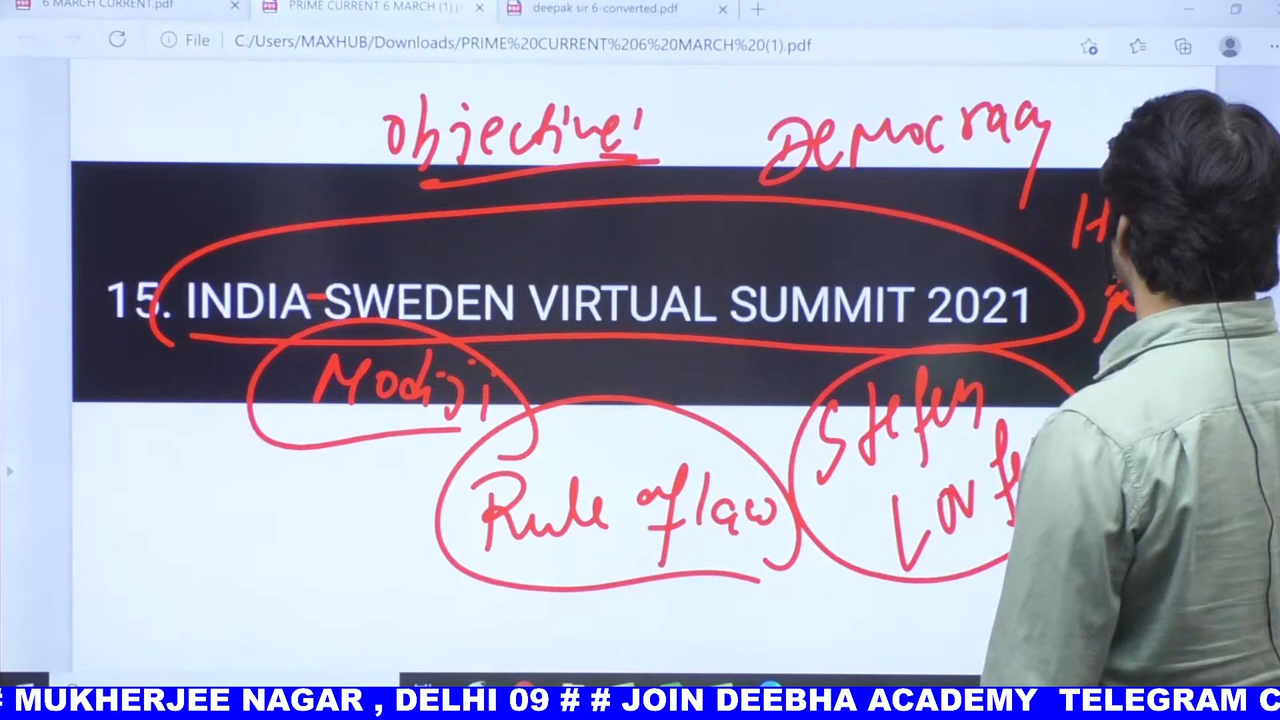 6 MARCH CURRENT.pdf
PRIME CURRENT 6 MARCH (1).p
deepak sir 6-converted.pdf
File
C:/Users/MAXHUB/Downloads/PRIME%20CURRENT%206%20MARCH%20(1).pdf
Objective:
Democracy
H
15. INDIA-SWEDEN VIRTUAL SUMMIT 2021
Modiji
Stefen
Rule of law
# MUKHERJEE NAGAR , DELHI 09 # # JOIN DEEBHA ACADEMY TELEGRAM C